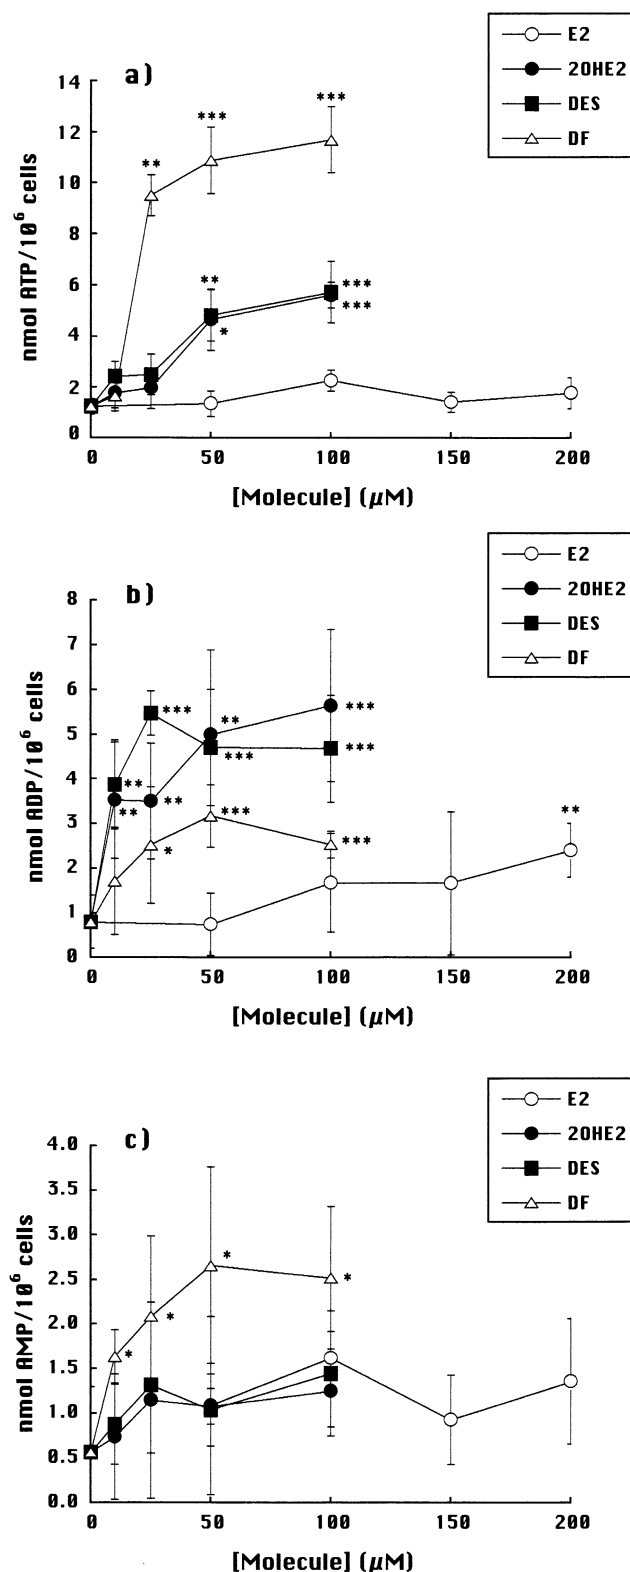 E2
2OHE2
DES
DF
a)
14
12
10
8
6
4
2
0
nmol ATP/10⁶ cells
***
***
**
**
***
***
*
0 50 100 150 200
[Molecule] (µM)
E2
2OHE2
DES
DF
b)
8
7
6
5
4
3
2
1
0
nmol ADP/10⁶ cells
***
**
***
***
***
**
**
**
***
***
*
**
0 50 100 150 200
[Molecule] (µM)
E2
2OHE2
DES
DF
c)
4.0
3.5
3.0
2.5
2.0
1.5
1.0
0.5
0.0
nmol AMP/10⁶ cells
*
*
*
*
0 50 100 150 200
[Molecule] (µM)